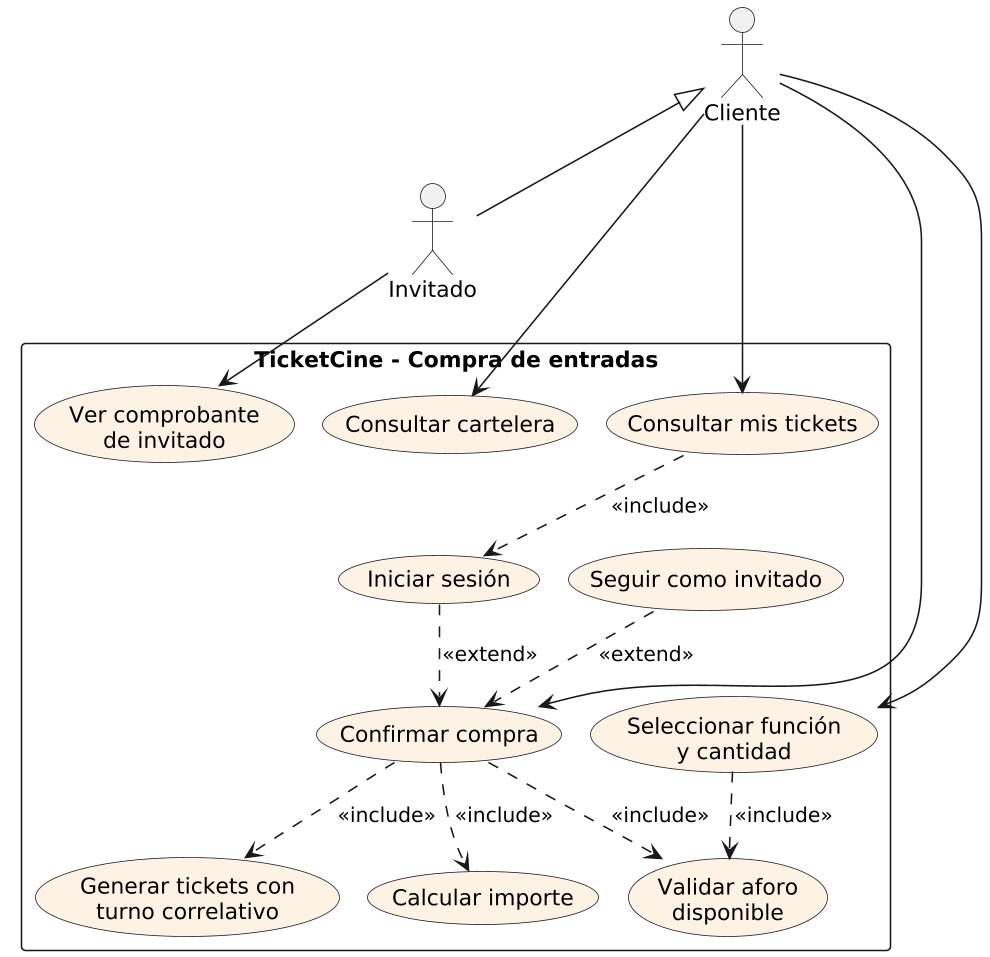 Cliente
Invitado
TicketCine - Compra de entradas
Ver comprobante
de invitado
Consultar cartelera
Consultar mis tickets
«include»
Iniciar sesión
Seguir como invitado
«extend»
«extend»
Confirmar compra
Seleccionar función
y cantidad
«include»
«include»
«include»
«include»
Generar tickets con
turno correlativo
Calcular importe
Validar aforo
disponible